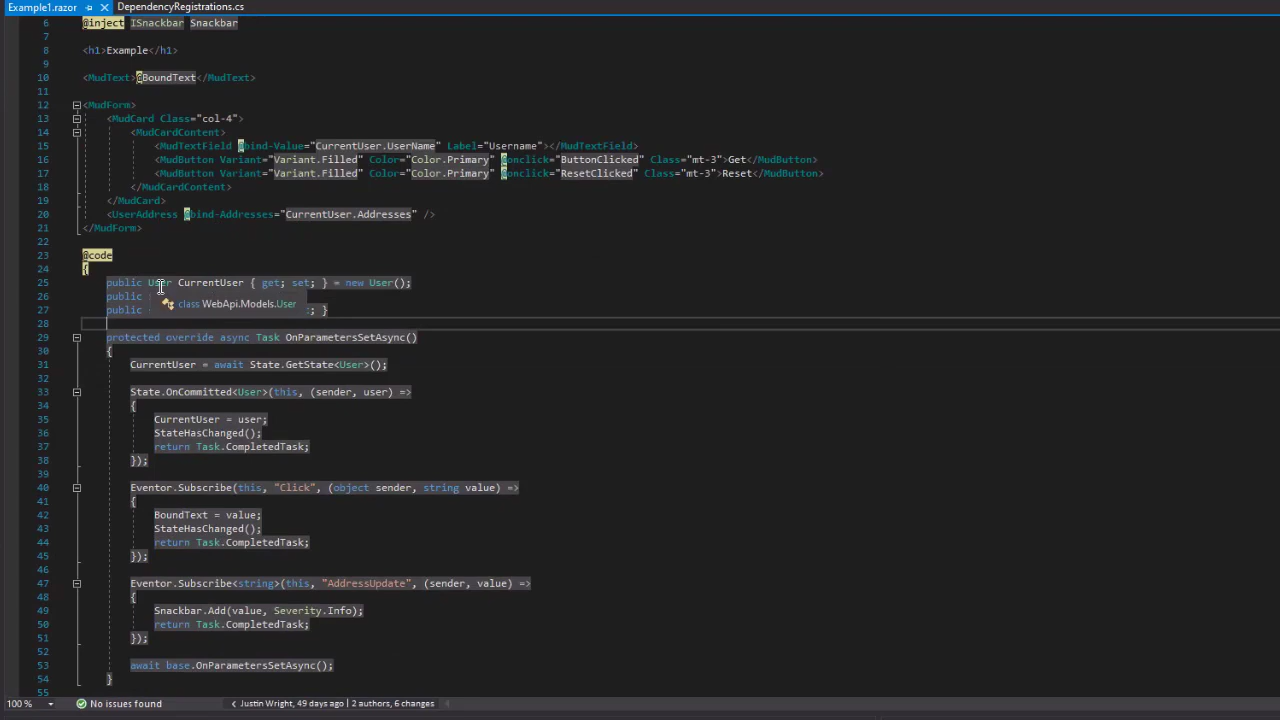 Example1.razor DependencyRegistrations.cs
6 @inject ISnackbar Snackbar
7
8 <h1>Example</h1>
9
10 <MudText>@BoundText</MudText>
11
12 <MudForm>
13 <MudCard Class="col-4">
14 <MudCardContent>
15 <MudTextField @bind-Value="CurrentUser.UserName" Label="Username"></MudTextField>
16 <MudButton Variant="Variant.Filled" Color="Color.Primary" @onclick="ButtonClicked" Class="mt-3">Get</MudButton>
17 <MudButton Variant="Variant.Filled" Color="Color.Primary" @onclick="ResetClicked" Class="mt-3">Reset</MudButton>
18 </MudCardContent>
19 </MudCard>
20 <UserAddress @bind-Addresses="CurrentUser.Addresses" />
21 </MudForm>
22
23 @code
24 {
25 public User CurrentUser { get; set; } = new User();
26 public
class WebApi.Models.User
27 public ; }
28
29 protected override async Task OnParametersSetAsync()
30 {
31 CurrentUser = await State.GetState<User>();
32
33 State.OnCommitted<User>(this, (sender, user) =>
34 {
35 CurrentUser = user;
36 StateHasChanged();
37 return Task.CompletedTask;
38 });
39
40 Eventor.Subscribe(this, "Click", (object sender, string value) =>
41 {
42 BoundText = value;
43 StateHasChanged();
44 return Task.CompletedTask;
45 });
46
47 Eventor.Subscribe<string>(this, "AddressUpdate", (sender, value) =>
48 {
49 Snackbar.Add(value, Severity.Info);
50 return Task.CompletedTask;
51 });
52
53 await base.OnParametersSetAsync();
54 }
55
100 % No issues found Justin Wright, 49 days ago | 2 authors, 6 changes